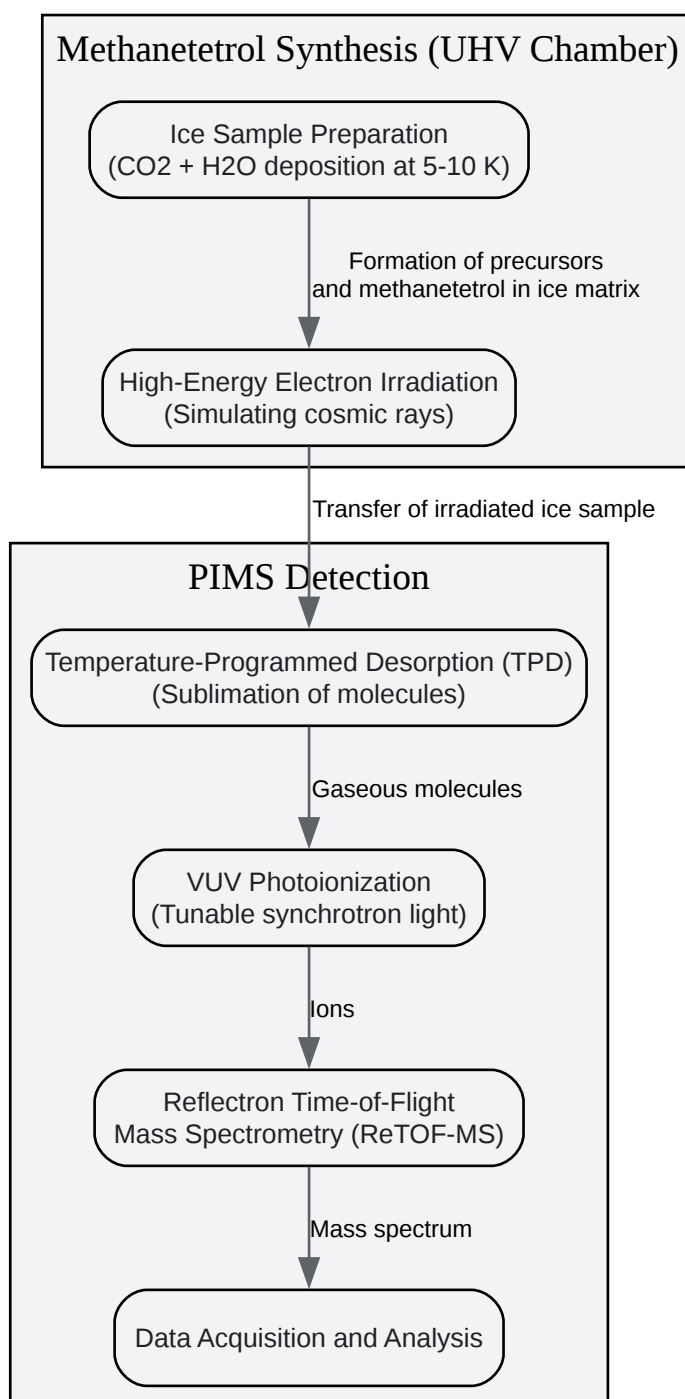 Methanetetrol Synthesis (UHV Chamber)
Ice Sample Preparation
(CO2 + H2O deposition at 5-10 K)
Formation of precursors
and methanetetrol in ice matrix
High-Energy Electron Irradiation
(Simulating cosmic rays)
Transfer of irradiated ice sample
PIMS Detection
Temperature-Programmed Desorption (TPD)
(Sublimation of molecules)
Gaseous molecules
VUV Photoionization
(Tunable synchrotron light)
Ions
Reflectron Time-of-Flight
Mass Spectrometry (ReTOF-MS)
Mass spectrum
Data Acquisition and Analysis